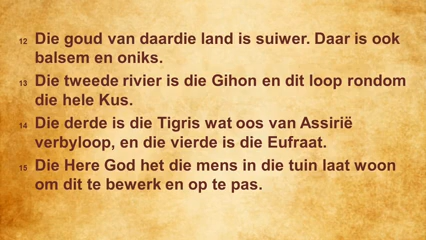 12 Die goud van daardie land is suiwer. Daar is ook
balsem en oniks.
13 Die tweede rivier is die Gihon en dit loop rondom
die hele Kus.
14 Die derde is die Tigris wat oos van Assirië
verbyloop, en die vierde is die Eufraat.
15 Die Here God het die mens in die tuin laat woon
om dit te bewerk en op te pas.